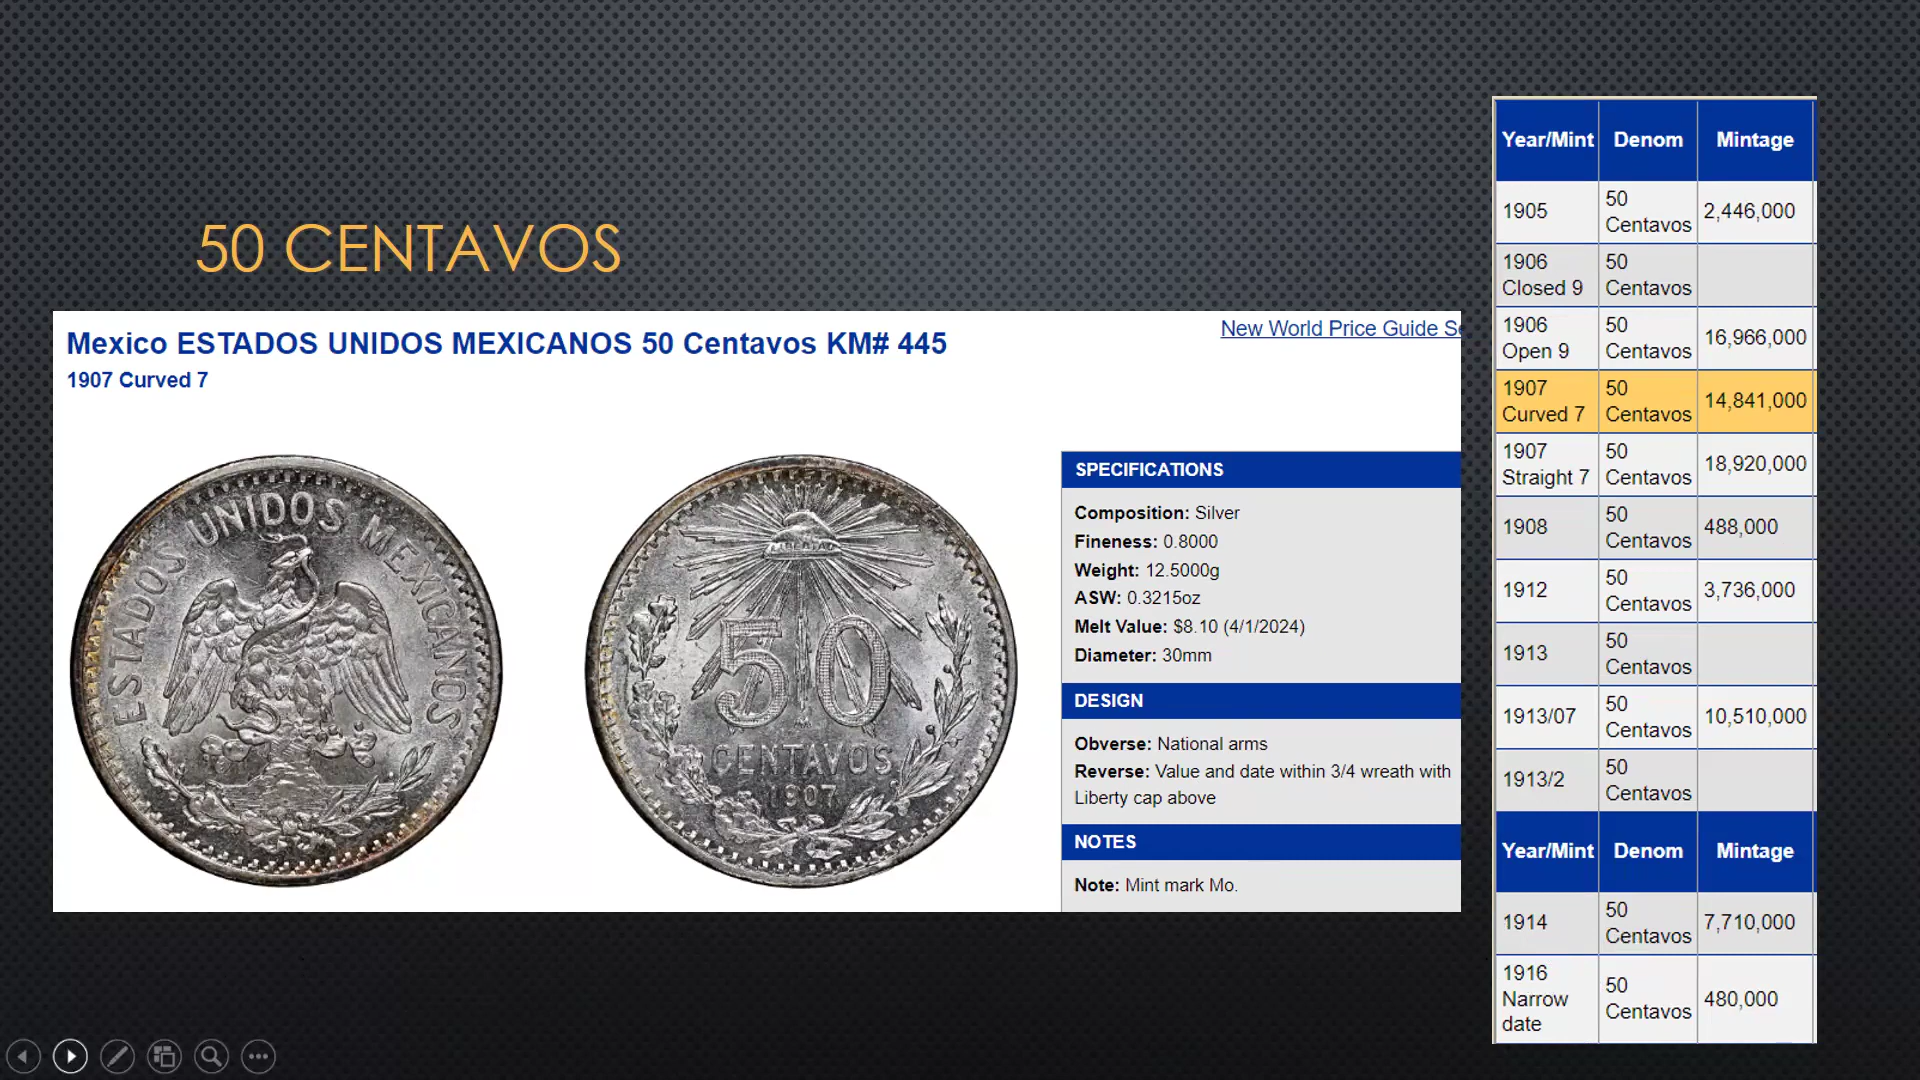 50 CENTAVOS
Mexico ESTADOS UNIDOS MEXICANOS 50 Centavos KM# 445
New World Price Guide Se
1907 Curved 7
ESTADOS UNIDOS MEXICANOS
LIBERTAD
50
CENTAVOS
1907
SPECIFICATIONS
Composition: Silver
Fineness: 0.8000
Weight: 12.5000g
ASW: 0.3215oz
Melt Value: $8.10 (4/1/2024)
Diameter: 30mm
DESIGN
Obverse: National arms
Reverse: Value and date within 3/4 wreath with
Liberty cap above
NOTES
Note: Mint mark Mo.
Year/Mint Denom Mintage
1905 50 Centavos 2,446,000
1906 Closed 9 50 Centavos
1906 Open 9 50 Centavos 16,966,000
1907 Curved 7 50 Centavos 14,841,000
1907 Straight 7 50 Centavos 18,920,000
1908 50 Centavos 488,000
1912 50 Centavos 3,736,000
1913 50 Centavos
1913/07 50 Centavos 10,510,000
1913/2 50 Centavos
Year/Mint Denom Mintage
1914 50 Centavos 7,710,000
1916 Narrow date 50 Centavos 480,000